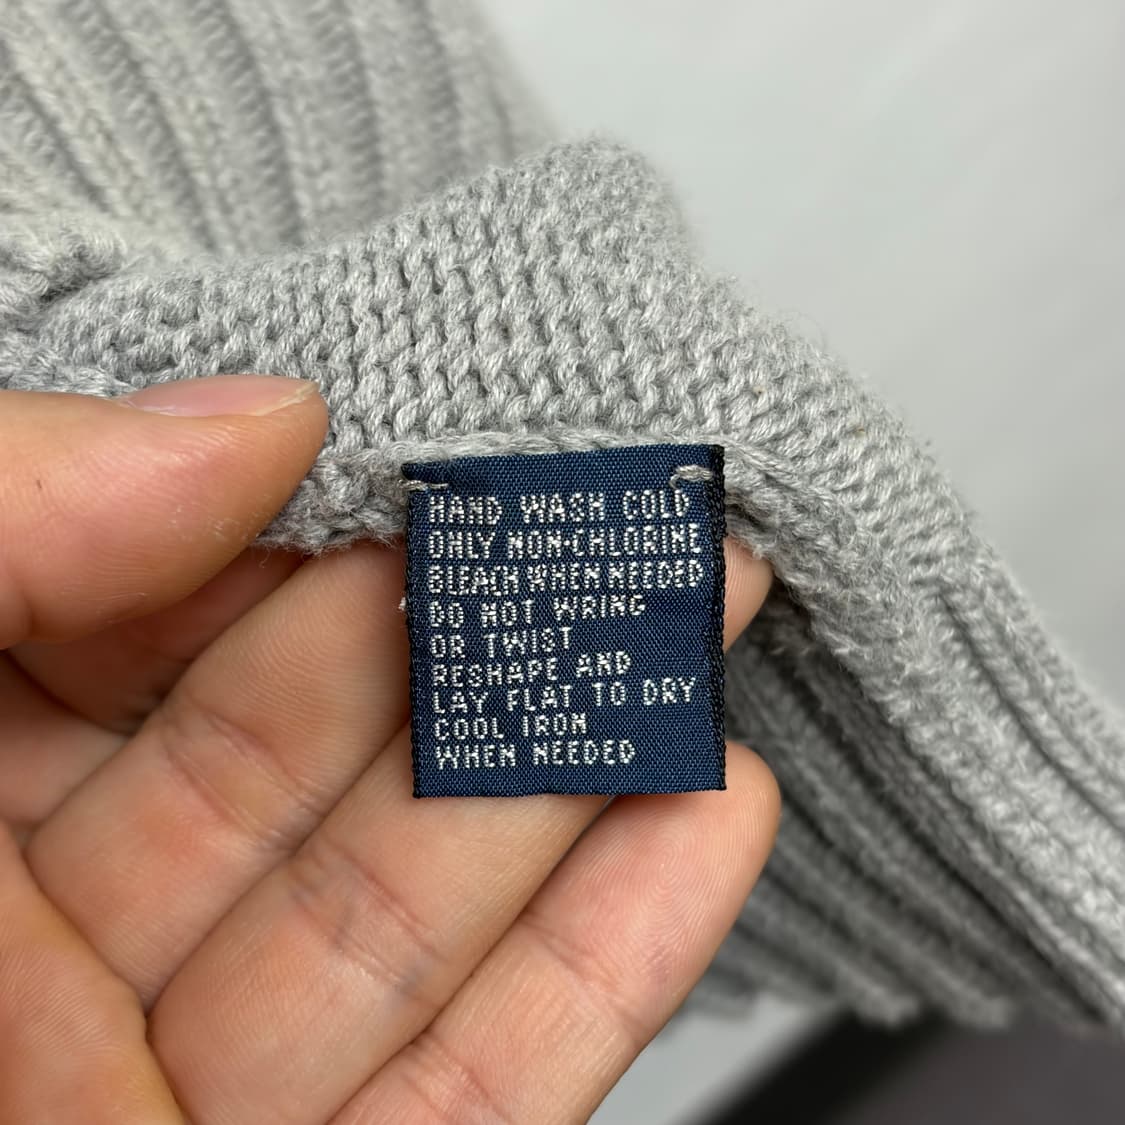 HAND WASH COLD
ONLY NON-CHLORINE
BLEACH WHEN NEEDED
DO NOT WRING
OR TWIST
RESHAPE AND
LAY FLAT TO DRY
COOL IRON
WHEN NEEDED